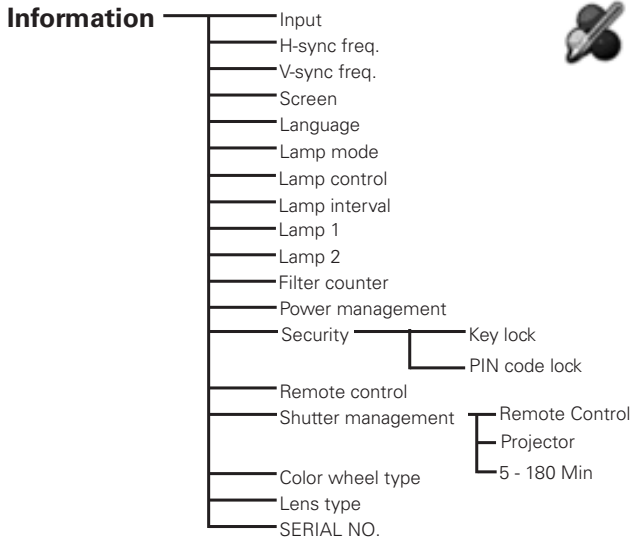 Information
Input
H-sync freq.
V-sync freq.
Screen
Language
Lamp mode
Lamp control
Lamp interval
Lamp 1
Lamp 2
Filter counter
Power management
Security
Key lock
PIN code lock
Remote control
Shutter management
Remote Control
Projector
5 - 180 Min
Color wheel type
Lens type
SERIAL NO.